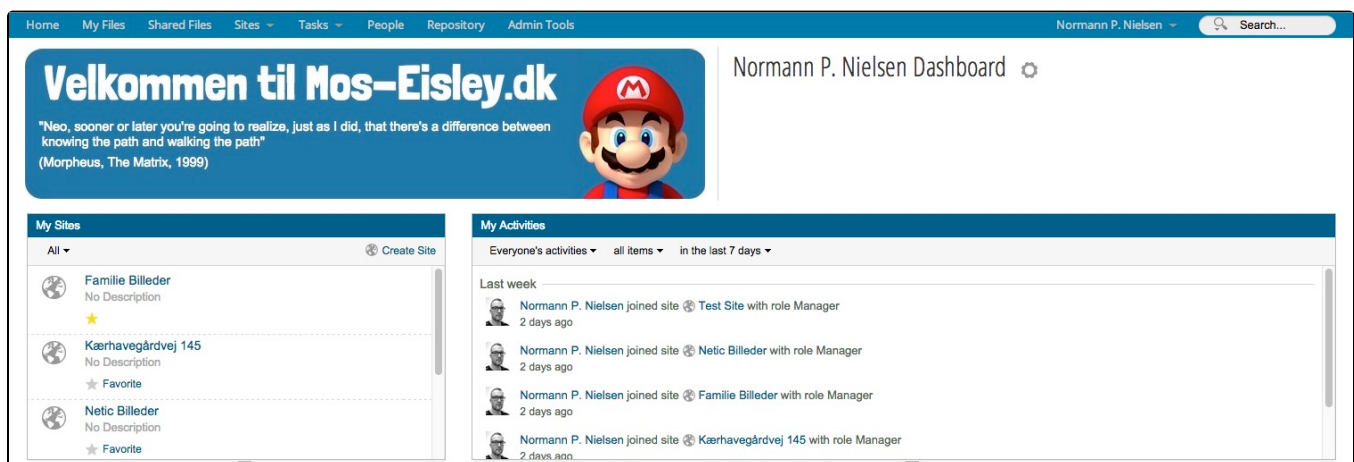 Home My Files Shared Files Sites Tasks People Repository Admin Tools Normann P. Nielsen Search...
Velkommen til Mos-Eisley.dk
"Neo, sooner or later you're going to realize, just as I did, that there's a difference between
knowing the path and walking the path"
(Morpheus, The Matrix, 1999)
M
Normann P. Nielsen Dashboard
My Sites
All Create Site
Familie Billeder
No Description
Kærhavegårdvej 145
No Description
Favorite
Netic Billeder
No Description
Favorite
My Activities
Everyone's activities all items in the last 7 days
Last week
Normann P. Nielsen joined site Test Site with role Manager
2 days ago
Normann P. Nielsen joined site Netic Billeder with role Manager
2 days ago
Normann P. Nielsen joined site Familie Billeder with role Manager
2 days ago
Normann P. Nielsen joined site Kærhavegårdvej 145 with role Manager
2 days ago